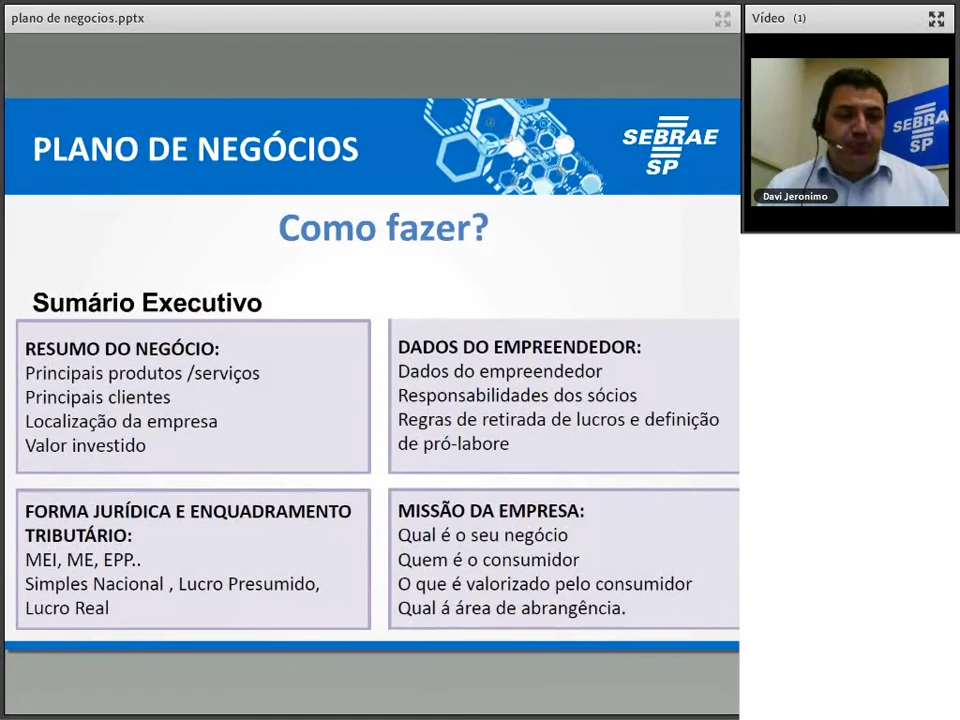 plano de negocios.pptx
Vídeo (1)
PLANO DE NEGÓCIOS
SEBRAE
SP
SEBRAE
SP
Davi Jeronimo
Como fazer?
Sumário Executivo
RESUMO DO NEGÓCIO:
Principais produtos /serviços
Principais clientes
Localização da empresa
Valor investido
DADOS DO EMPREENDEDOR:
Dados do empreendedor
Responsabilidades dos sócios
Regras de retirada de lucros e definição
de pró-labore
FORMA JURÍDICA E ENQUADRAMENTO
TRIBUTÁRIO:
MEI, ME, EPP..
Simples Nacional , Lucro Presumido,
Lucro Real
MISSÃO DA EMPRESA:
Qual é o seu negócio
Quem é o consumidor
O que é valorizado pelo consumidor
Qual á área de abrangência.